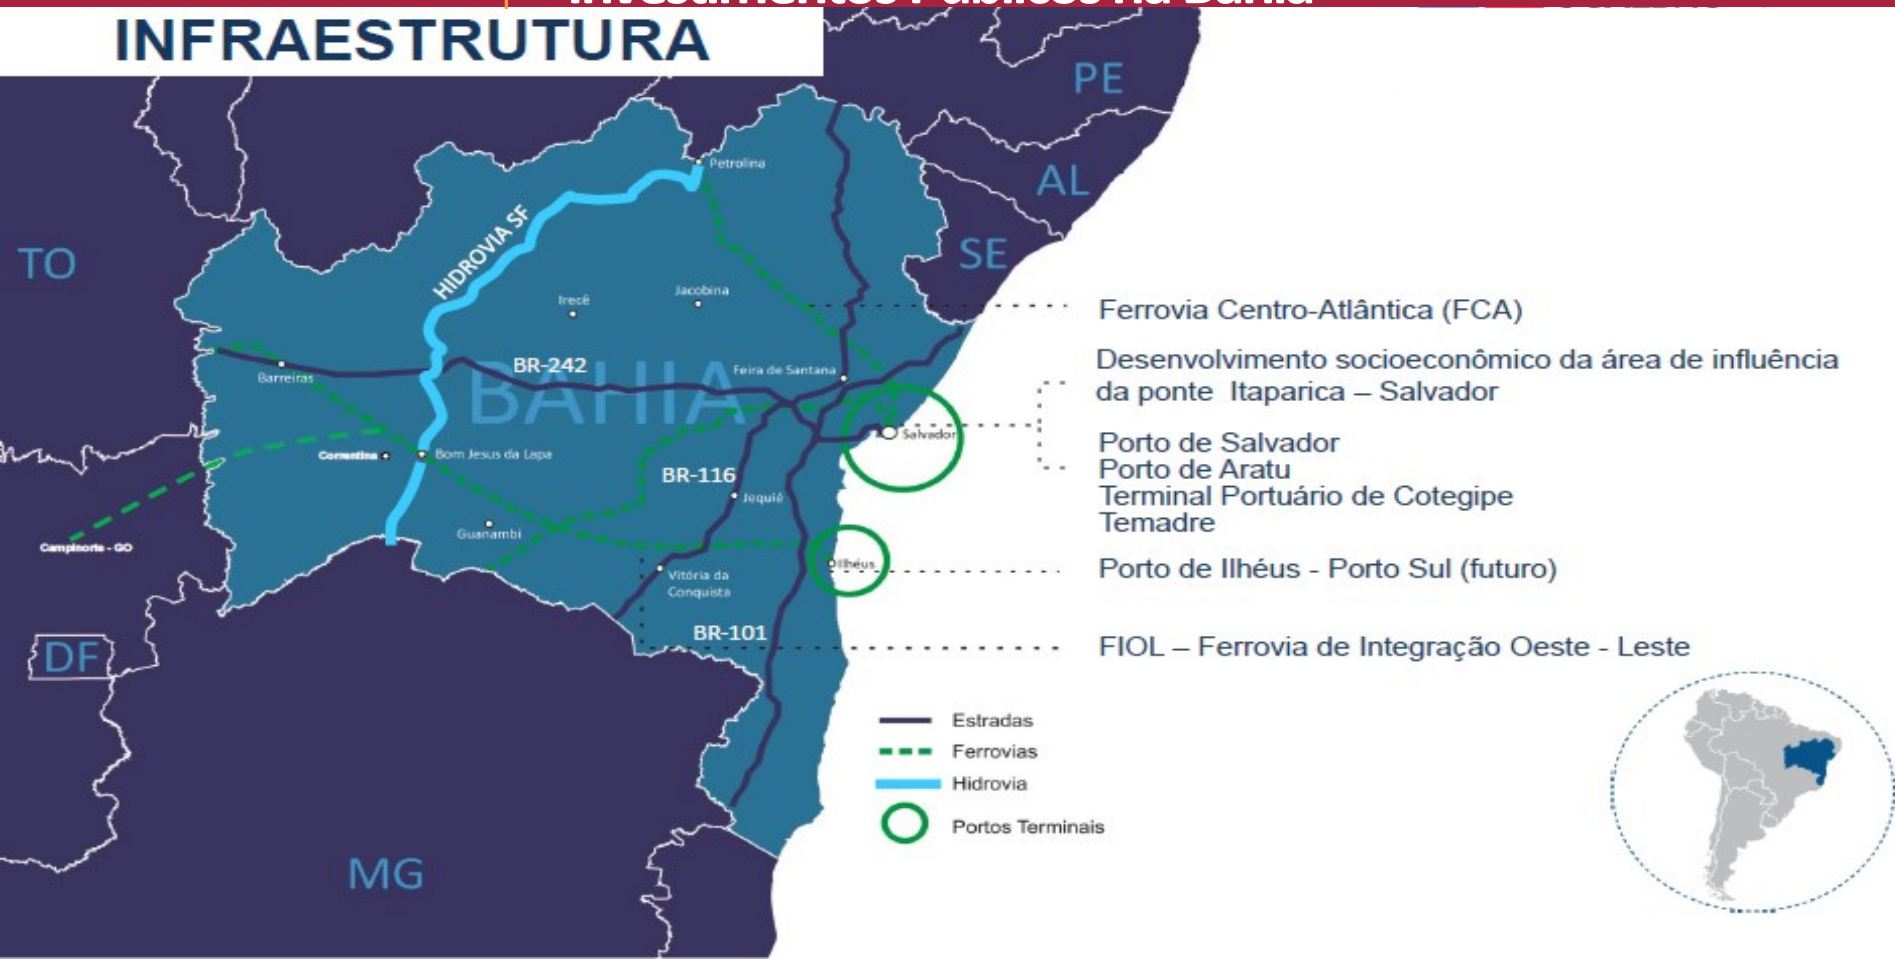 Investimentos Públicos na Bahia
INFRAESTRUTURA
PE
AL
SE
TO
DF
MG
BAHIA
Petrolina
HIDROVIA SF
Irecê
Jacobina
BR-242
Barreiras
Feira de Santana
Salvador
Correntina
Bom Jesus da Lapa
BR-116
Jequié
Guanambi
Campinorte - GO
Ilhéus
Vitória da
Conquista
BR-101
Ferrovia Centro-Atlântica (FCA)
Desenvolvimento socioeconômico da área de influência
da ponte Itaparica – Salvador
Porto de Salvador
Porto de Aratu
Terminal Portuário de Cotegipe
Temadre
Porto de Ilhéus - Porto Sul (futuro)
FIOL – Ferrovia de Integração Oeste - Leste
Estradas
Ferrovias
Hidrovia
Portos Terminais